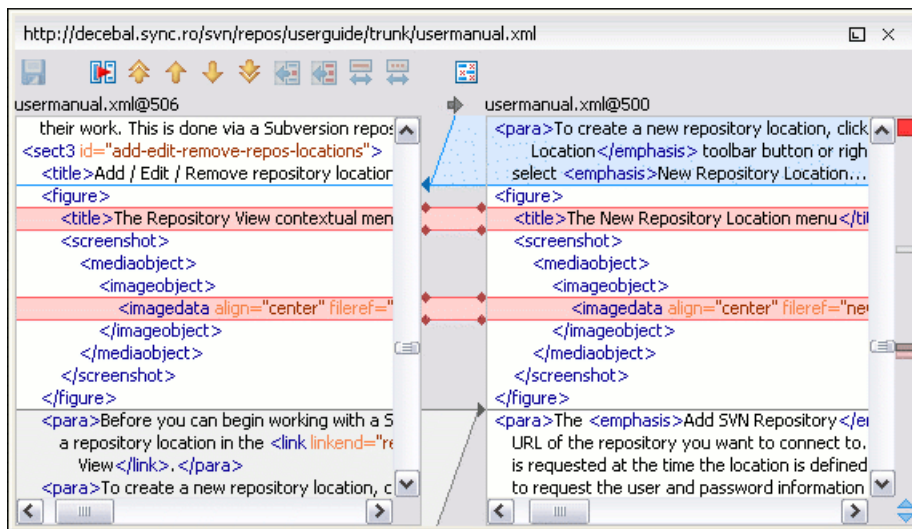 http://decebal.sync.ro/svn/repos/userguide/trunk/usermanual.xml
usermanual.xml@506
their work. This is done via a Subversion repos
<sect3 id="add-edit-remove-repos-locations">
<title>Add / Edit / Remove repository location
<figure>
<title>The Repository View contextual men
<screenshot>
<mediaobject>
<imageobject>
<imagedata align="center" fileref="
</imageobject>
</mediaobject>
</screenshot>
</figure>
<para>Before you can begin working with a S
a repository location in the <link linkend="re
View</link>.</para>
<para>To create a new repository location, c
usermanual.xml@500
<para>To create a new repository location, click
Location</emphasis> toolbar button or righ
select <emphasis>New Repository Location...
<figure>
<title>The New Repository Location menu</tit
<screenshot>
<mediaobject>
<imageobject>
<imagedata align="center" fileref="nev
</imageobject>
</mediaobject>
</screenshot>
</figure>
<para>The <emphasis>Add SVN Repository</em
URL of the repository you want to connect to.
is requested at the time the location is defined
to request the user and password information